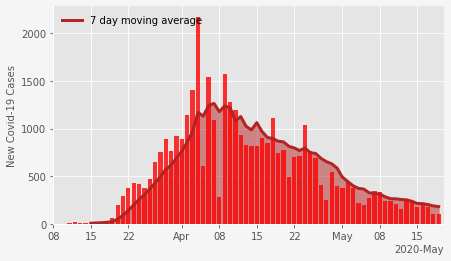 7 day moving average
New Covid-19 Cases
2000
1500
1000
500
0
08 15 22 Apr 08 15 22 May 08 15
2020-May